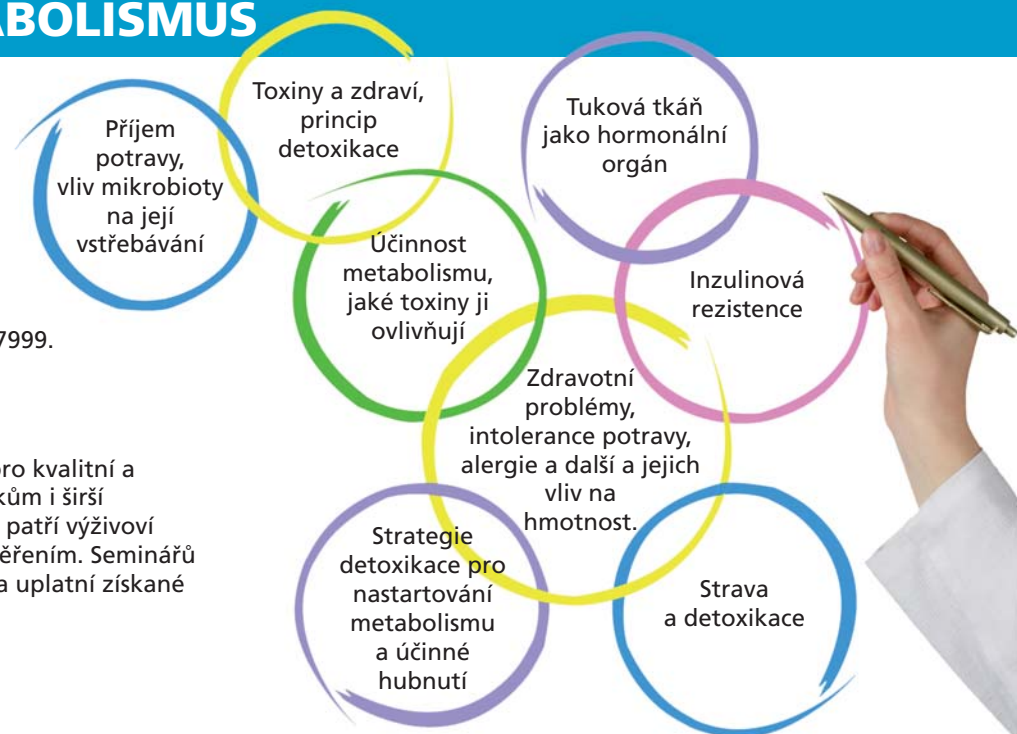 ABOLISMUS
Příjem
potravy,
vliv mikrobioty
na její
vstřebávání
Toxiny a zdraví,
princip
detoxikace
Tuková tkáň
jako hormonální
orgán
Účinnost
metabolismu,
jaké toxiny ji
ovlivňují
Inzulinová
rezistence
7999.
Zdravotní
problémy,
intolerance potravy,
alergie a další a jejich
vliv na
hmotnost.
pro kvalitní a
kům i širší
patří výživoví
ěřením. Seminářů
a uplatní získané
Strategie
detoxikace pro
nastartování
metabolismu
a účinné
hubnutí
Strava
a detoxikace